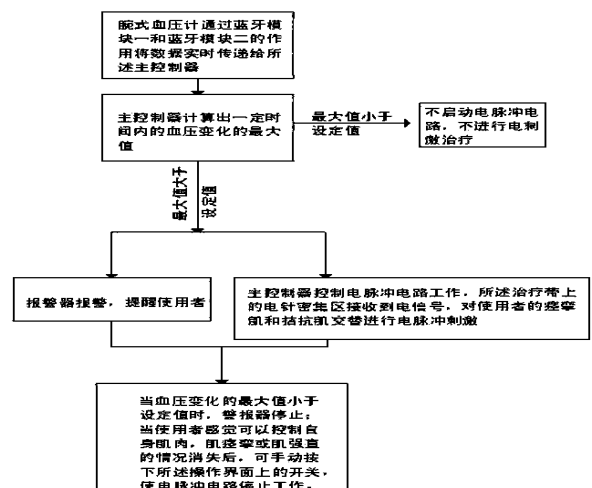 腕式血压计通过蓝牙模
块一和蓝牙模块二的作
用将数据实时传递给所
述主控制器
主控制器计算出一定时
间内的血压变化的最大
值
最大值小于
设定值
不启动电脉冲电
路，不进行电刺
激治疗
最大值大于
设定值
报警器报警，提醒使用者
主控制器控制电脉冲电路工作，所述治疗带上
的电针密集区接收到电信号，对使用者的痉挛
肌和拮抗肌交替进行电脉冲刺激
当血压变化的最大值小于
设定值时，警报器停止；
当使用者感觉可以控制自
身肌肉，肌痉挛或肌强直
的情况消失后，可手动按
下所述操作界面上的开关，
使电脉冲电路停止工作。